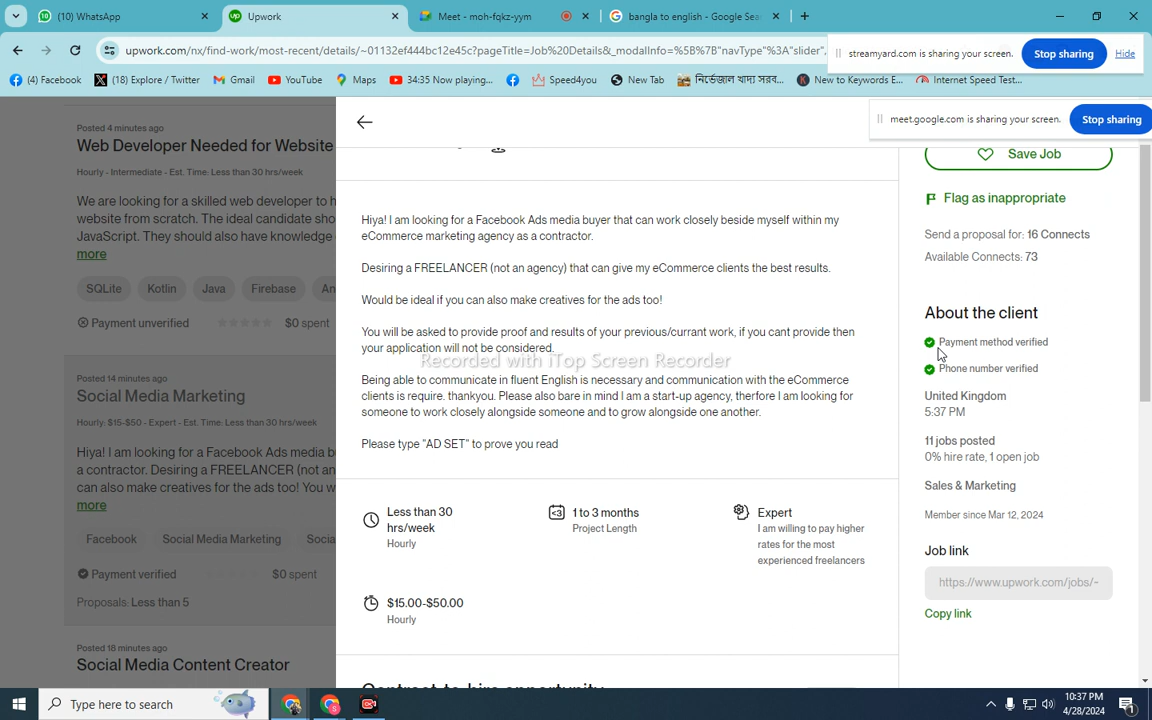 (10) WhatsApp
Upwork
Meet - moh-fqkz-yym
bangla to english - Google Sea
upwork.com/nx/find-work/most-recent/details/~01132ef444bc12e45c?pageTitle=Job%20Details&_modalInfo=%5B%7B"navType"%3A"slider",
streamyard.com is sharing your screen.
Stop sharing
Hide
(4) Facebook
(18) Explore / Twitter
Gmail
YouTube
Maps
34:35 Now playing...
Speed4you
New Tab
নির্ভেজাল খাদ্য সরব...
New to Keywords E...
Internet Speed Test...
meet.google.com is sharing your screen.
Stop sharing
Posted 4 minutes ago
Web Developer Needed for Website
Hourly - Intermediate - Est. Time: Less than 30 hrs/week
We are looking for a skilled web developer to h
website from scratch. The ideal candidate sho
JavaScript. They should also have knowledge
more
SQLite
Kotlin
Java
Firebase
An
Payment unverified
$0 spent
Posted 14 minutes ago
Social Media Marketing
Hourly: $15-$50 - Expert - Est. Time: Less than 30 hrs/week
Hiya! I am looking for a Facebook Ads media bu
a contractor. Desiring a FREELANCER (not an
can also make creatives for the ads too! You w
more
Facebook
Social Media Marketing
Socia
Payment verified
$0 spent
Proposals: Less than 5
Posted 18 minutes ago
Social Media Content Creator
Hiya! I am looking for a Facebook Ads media buyer that can work closely beside myself within my
eCommerce marketing agency as a contractor.
Desiring a FREELANCER (not an agency) that can give my eCommerce clients the best results.
Would be ideal if you can also make creatives for the ads too!
You will be asked to provide proof and results of your previous/currant work, if you cant provide then
your application will not be considered.
Recorded with iTop Screen Recorder
Being able to communicate in fluent English is necessary and communication with the eCommerce
clients is require. thankyou. Please also bare in mind I am a start-up agency, therfore I am looking for
someone to work closely alongside someone and to grow alongside one another.
Please type "AD SET" to prove you read
Less than 30
hrs/week
Hourly
1 to 3 months
Project Length
Expert
I am willing to pay higher
rates for the most
experienced freelancers
$15.00-$50.00
Hourly
Save Job
Flag as inappropriate
Send a proposal for: 16 Connects
Available Connects: 73
About the client
Payment method verified
Phone number verified
United Kingdom
5:37 PM
11 jobs posted
0% hire rate, 1 open job
Sales & Marketing
Member since Mar 12, 2024
Job link
https://www.upwork.com/jobs/~
Copy link
Type here to search
10:37 PM
4/28/2024
1